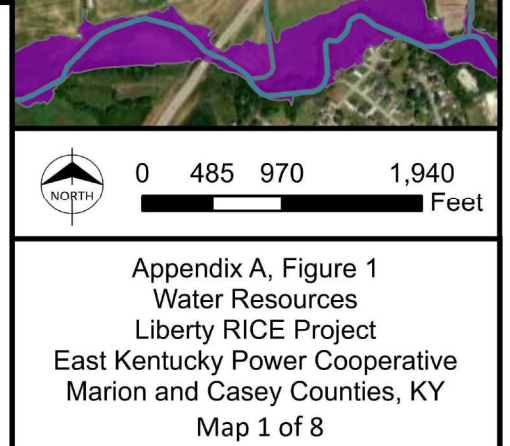 NORTH
0 485 970 1,940
Feet
Appendix A, Figure 1
Water Resources
Liberty RICE Project
East Kentucky Power Cooperative
Marion and Casey Counties, KY
Map 1 of 8